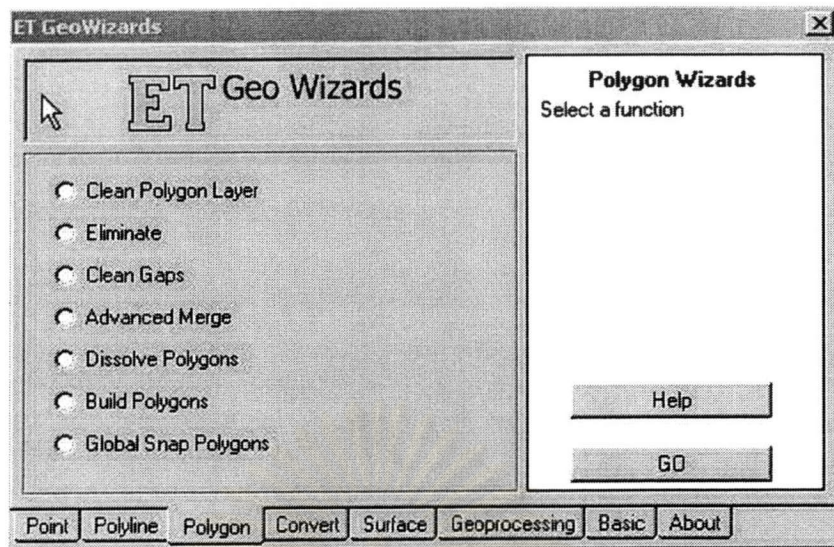 ET GeoWizards
ET Geo Wizards
Polygon Wizards
Select a function
Clean Polygon Layer
Eliminate
Clean Gaps
Advanced Merge
Dissolve Polygons
Build Polygons
Global Snap Polygons
Help
GO
Point Polyline Polygon Convert Surface Geoprocessing Basic About